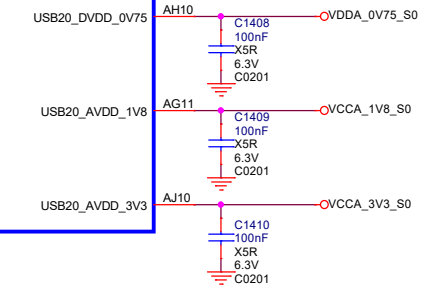 USB20_DVDD_0V75 AH10 VDDA_0V75_S0
C1408
100nF
X5R
6.3V
C0201
USB20_AVDD_1V8 AG11 VCCA_1V8_S0
C1409
100nF
X5R
6.3V
C0201
USB20_AVDD_3V3 AJ10 VCCA_3V3_S0
C1410
100nF
X5R
6.3V
C0201